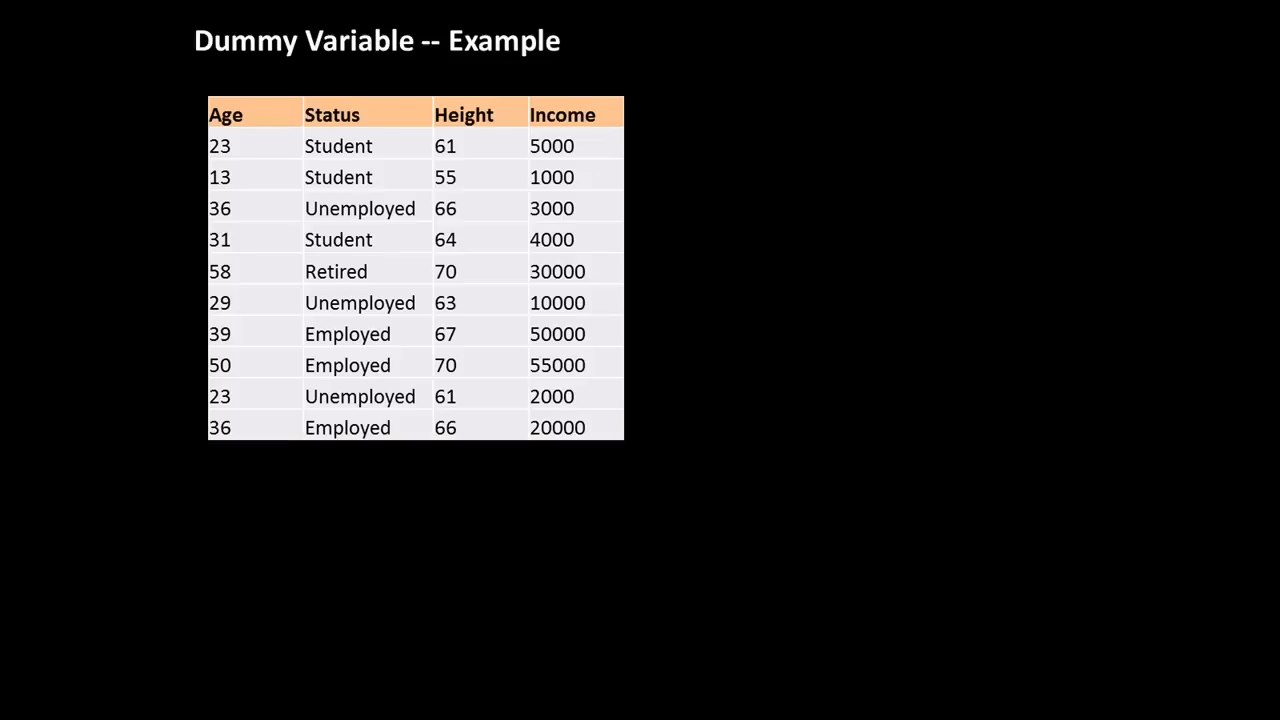 Dummy Variable -- Example
Age Status Height Income
23 Student 61 5000
13 Student 55 1000
36 Unemployed 66 3000
31 Student 64 4000
58 Retired 70 30000
29 Unemployed 63 10000
39 Employed 67 50000
50 Employed 70 55000
23 Unemployed 61 2000
36 Employed 66 20000